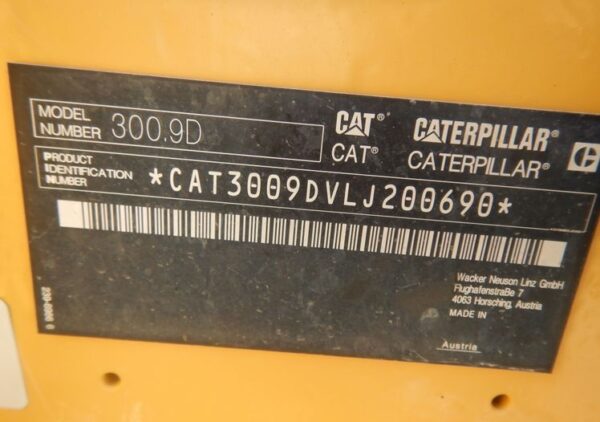 MODEL NUMBER 300.9D
CAT® CATERPILLAR®
CAT® CATERPILLAR®
PRODUCT IDENTIFICATION NUMBER *CAT3009DVLJ200690*
Wacker Neuson Linz GmbH
Flughafenstraße 7
4063 Horsching, Austria
MADE IN
Austria